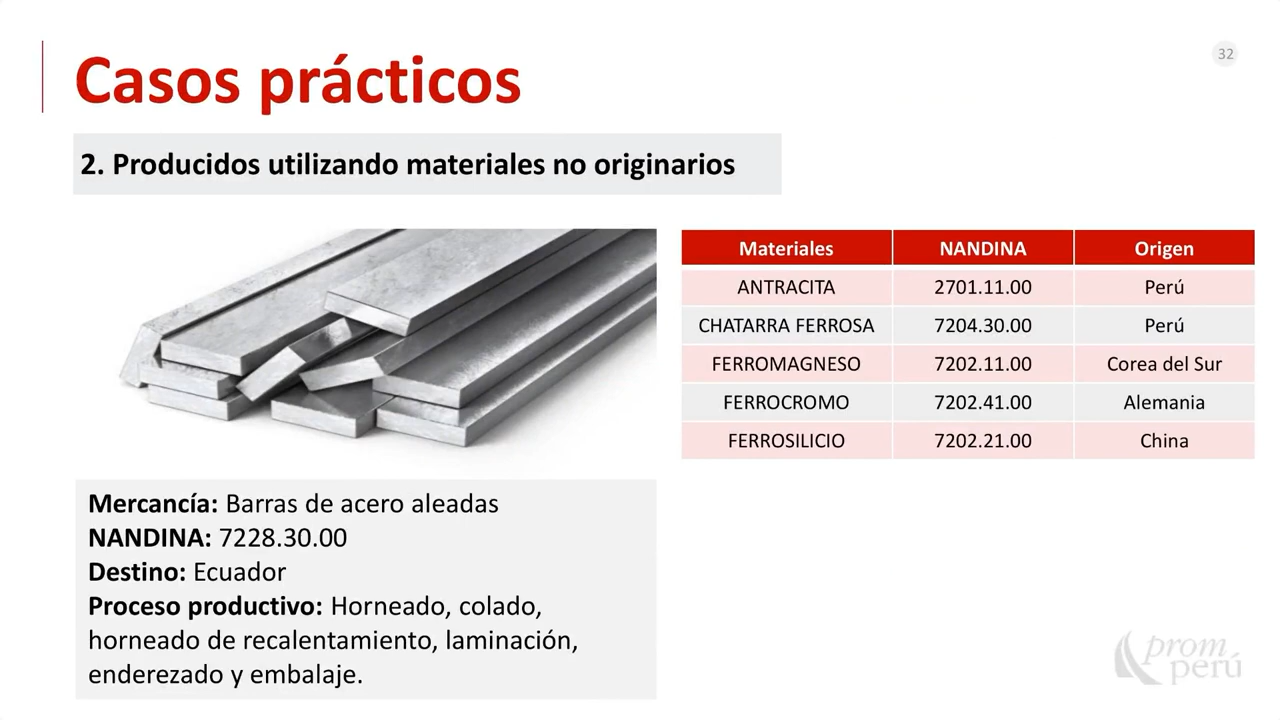 32
Casos prácticos
2. Producidos utilizando materiales no originarios
Materiales NANDINA Origen
ANTRACITA 2701.11.00 Perú
CHATARRA FERROSA 7204.30.00 Perú
FERROMAGNESO 7202.11.00 Corea del Sur
FERROCROMO 7202.41.00 Alemania
FERROSILICIO 7202.21.00 China
Mercancía: Barras de acero aleadas
NANDINA: 7228.30.00
Destino: Ecuador
Proceso productivo: Horneado, colado,
horneado de recalentamiento, laminación,
enderezado y embalaje.
prom
perú